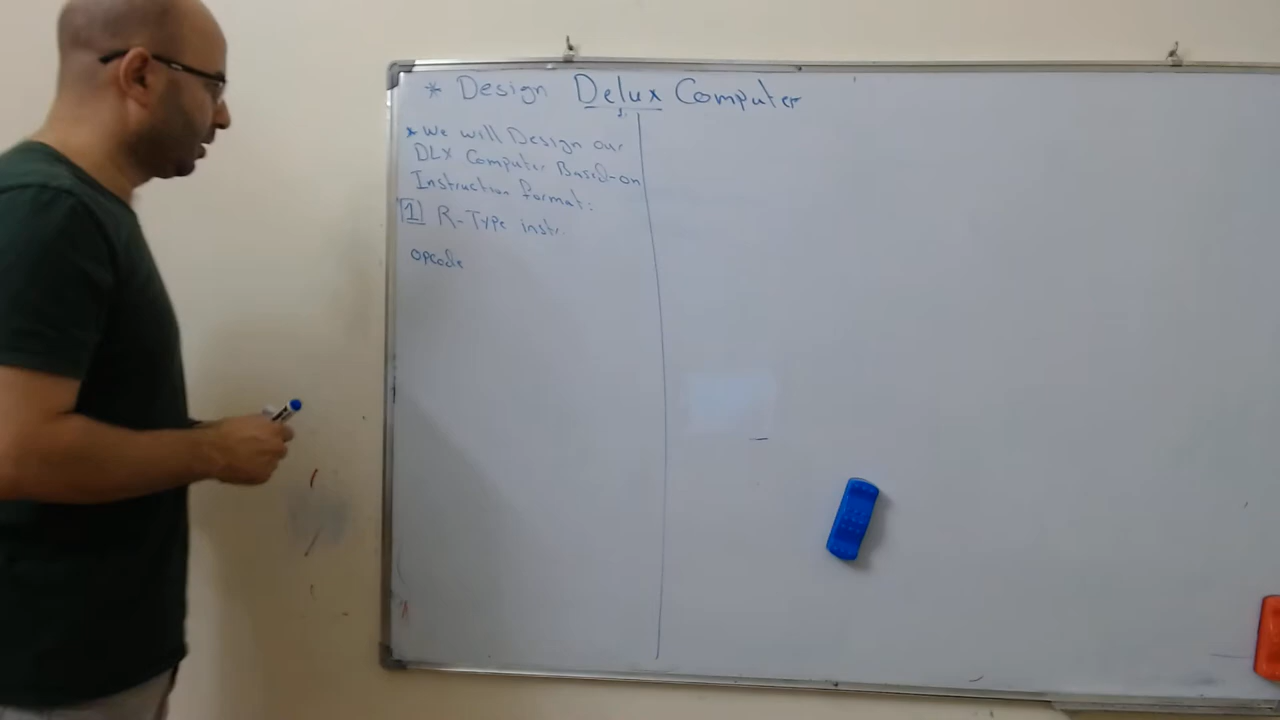 * Design Delux Computer
* We will Design our
DLX Computer Based-on
Instruction format:
1 R-Type instr.
opcode